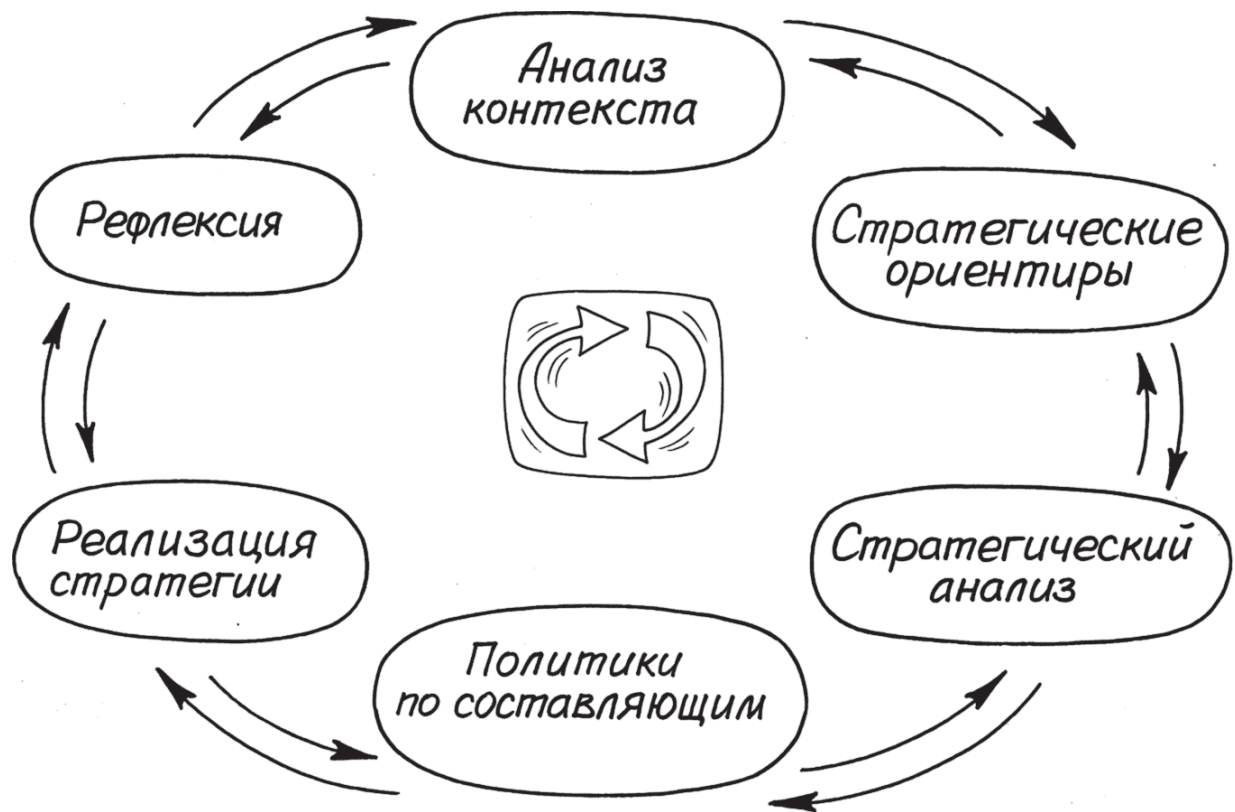 Анализ
контекста
Рефлексия
Стратегические
ориентиры
Реализация
стратегии
Стратегический
анализ
Политики
по составляющим